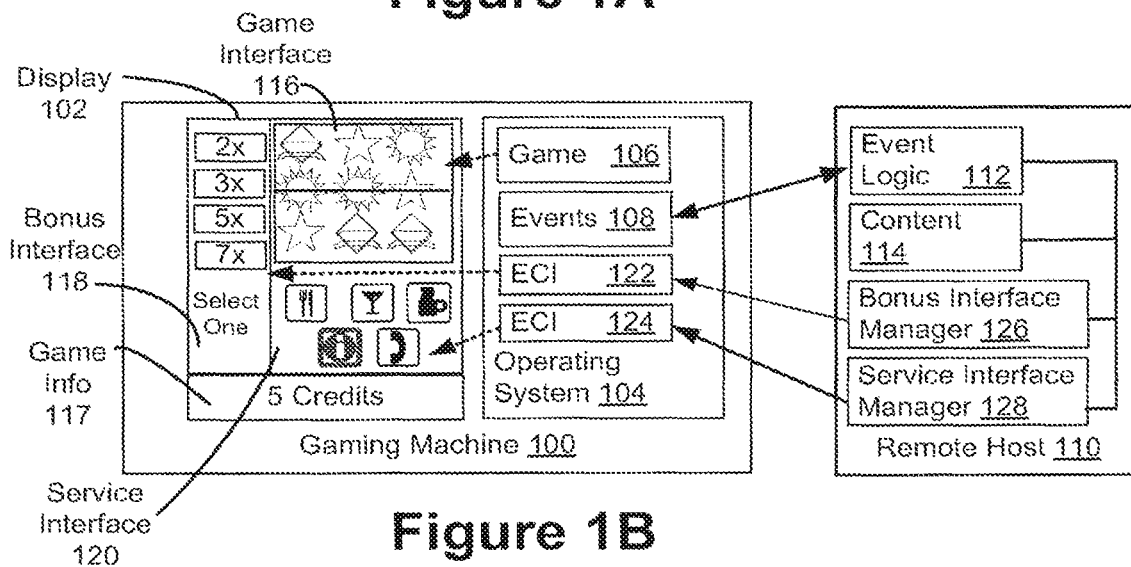 Figure 1A
Game
Interface
116
Display
102
2x
3x
5x
7x
Select
One
Bonus
Interface
118
Game
Info
117
5 Credits
Service
Interface
120
Game 106
Events 108
ECI 122
ECI 124
Operating
System 104
Gaming Machine 100
Event
Logic 112
Content
114
Bonus Interface
Manager 126
Service Interface
Manager 128
Remote Host 110
Figure 1B